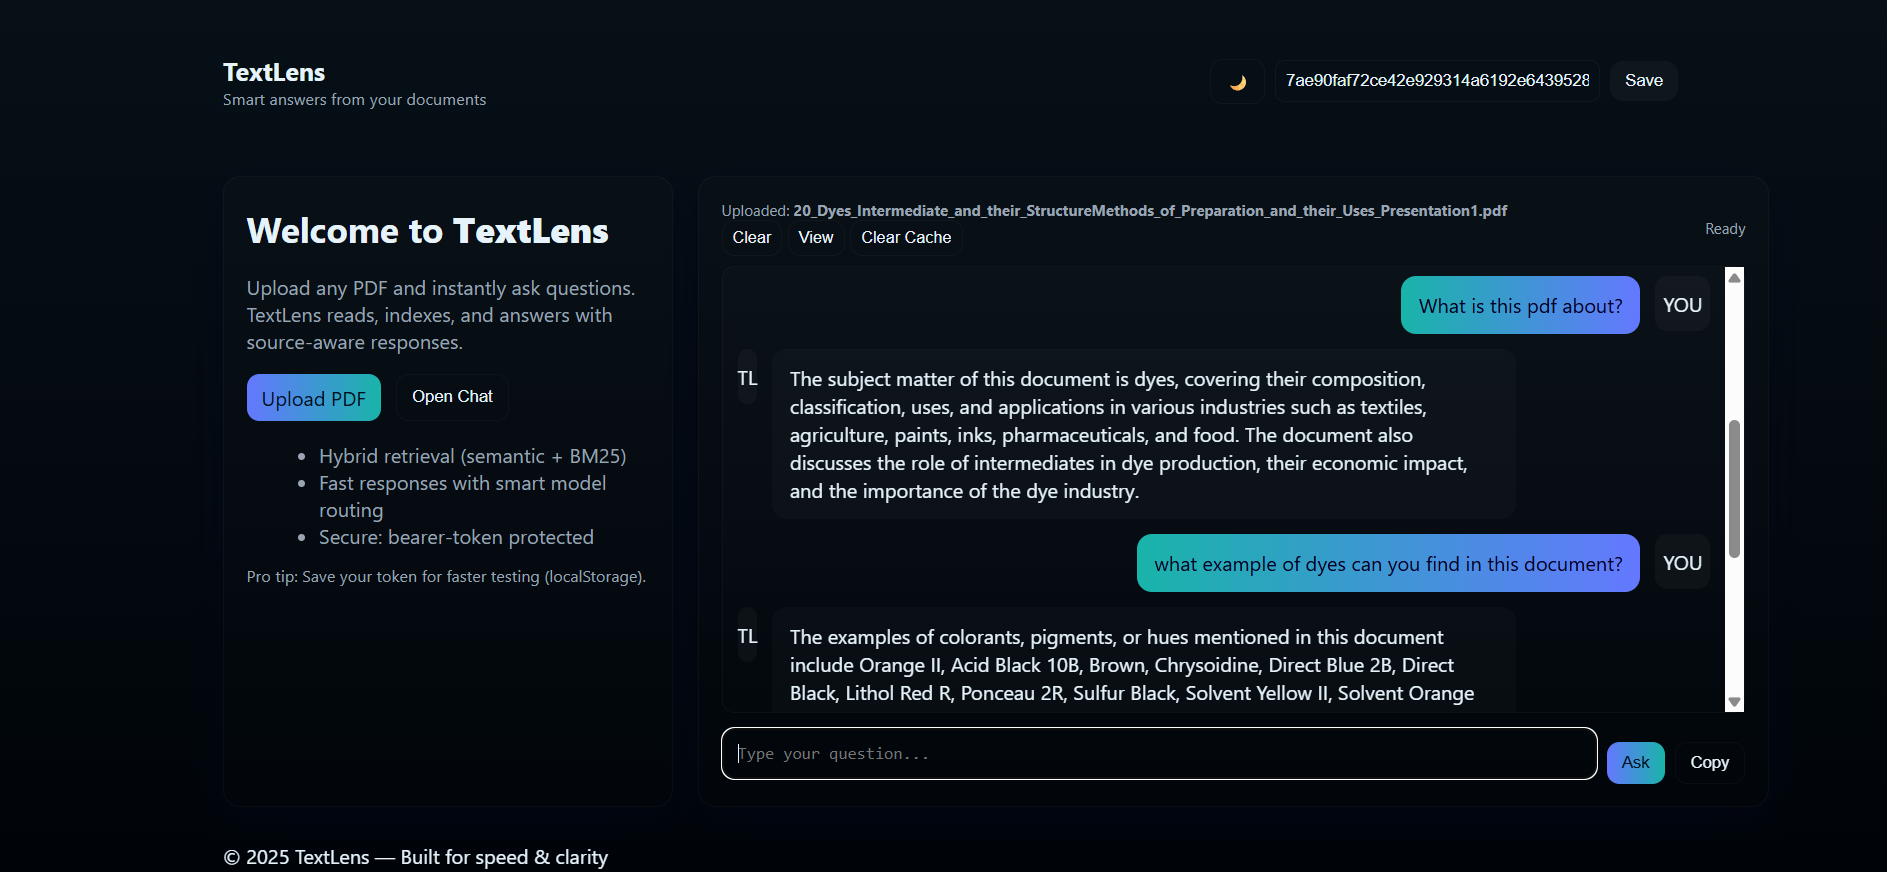 TextLens
Smart answers from your documents
7ae90faf72ce42e929314a6192e6439528
Save
Welcome to TextLens
Upload any PDF and instantly ask questions.
TextLens reads, indexes, and answers with
source-aware responses.
Upload PDF
Open Chat
Hybrid retrieval (semantic + BM25)
Fast responses with smart model
routing
Secure: bearer-token protected
Pro tip: Save your token for faster testing (localStorage).
Uploaded: 20_Dyes_Intermediate_and_their_StructureMethods_of_Preparation_and_their_Uses_Presentation1.pdf
Clear
View
Clear Cache
Ready
What is this pdf about?
YOU
TL
The subject matter of this document is dyes, covering their composition,
classification, uses, and applications in various industries such as textiles,
agriculture, paints, inks, pharmaceuticals, and food. The document also
discusses the role of intermediates in dye production, their economic impact,
and the importance of the dye industry.
what example of dyes can you find in this document?
YOU
TL
The examples of colorants, pigments, or hues mentioned in this document
include Orange II, Acid Black 10B, Brown, Chrysoidine, Direct Blue 2B, Direct
Black, Lithol Red R, Ponceau 2R, Sulfur Black, Solvent Yellow II, Solvent Orange
Type your question...
Ask
Copy
© 2025 TextLens — Built for speed & clarity